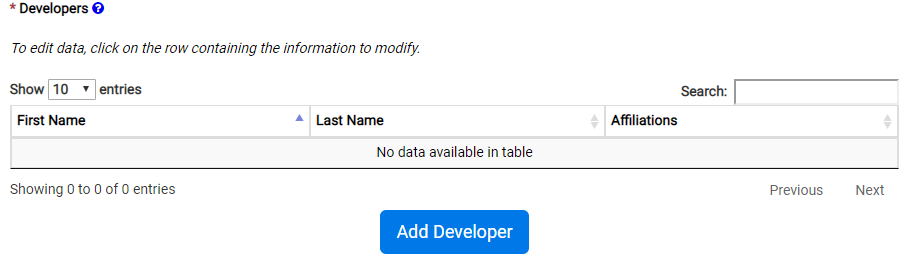 * Developers ?
To edit data, click on the row containing the information to modify.
Show 10 entries Search:
First Name Last Name Affiliations
No data available in table
Showing 0 to 0 of 0 entries Previous Next
Add Developer